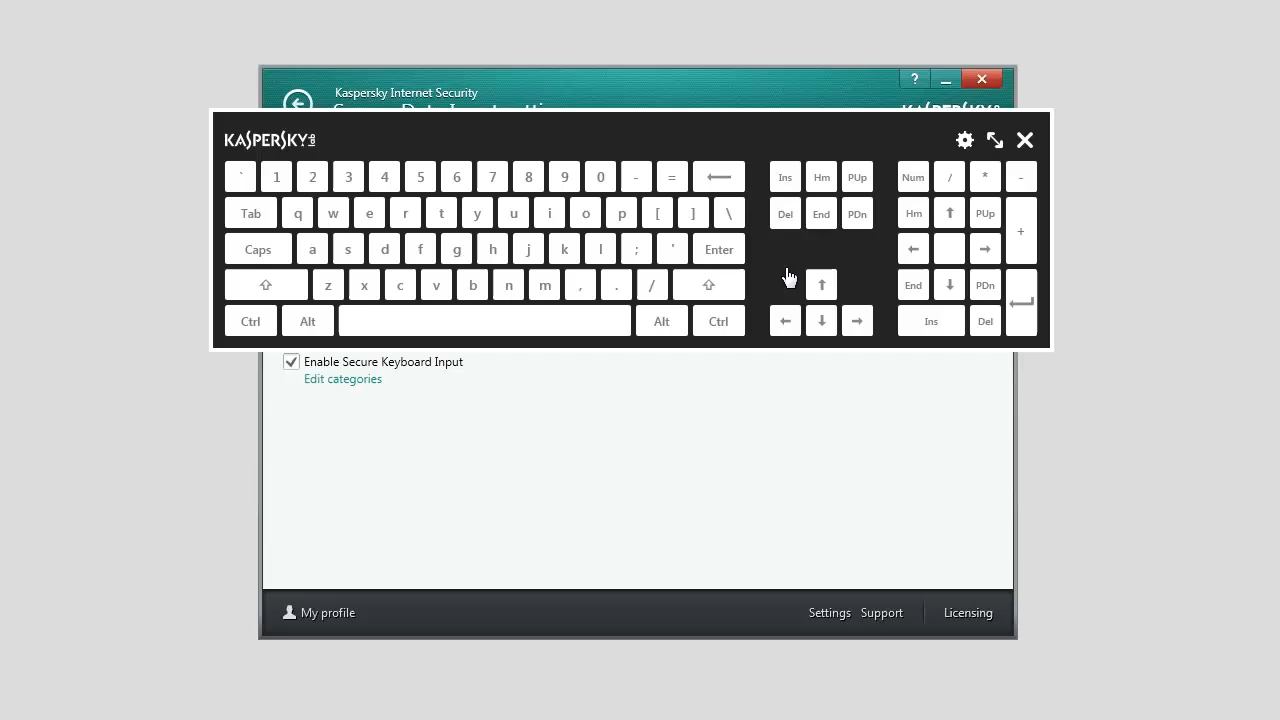 Kaspersky Internet Security
KASPERSKY
KASPERSKY LAB
` 1 2 3 4 5 6 7 8 9 0 - = Ins Hm PUp Num / * -
Tab q w e r t y u i o p [ ] \ Del End PDn Hm PUp +
Caps a s d f g h j k l ; ' Enter
z x c v b n m , . / End PDn
Ctrl Alt Alt Ctrl Ins Del
Enable Secure Keyboard Input
Edit categories
My profile
Settings Support Licensing